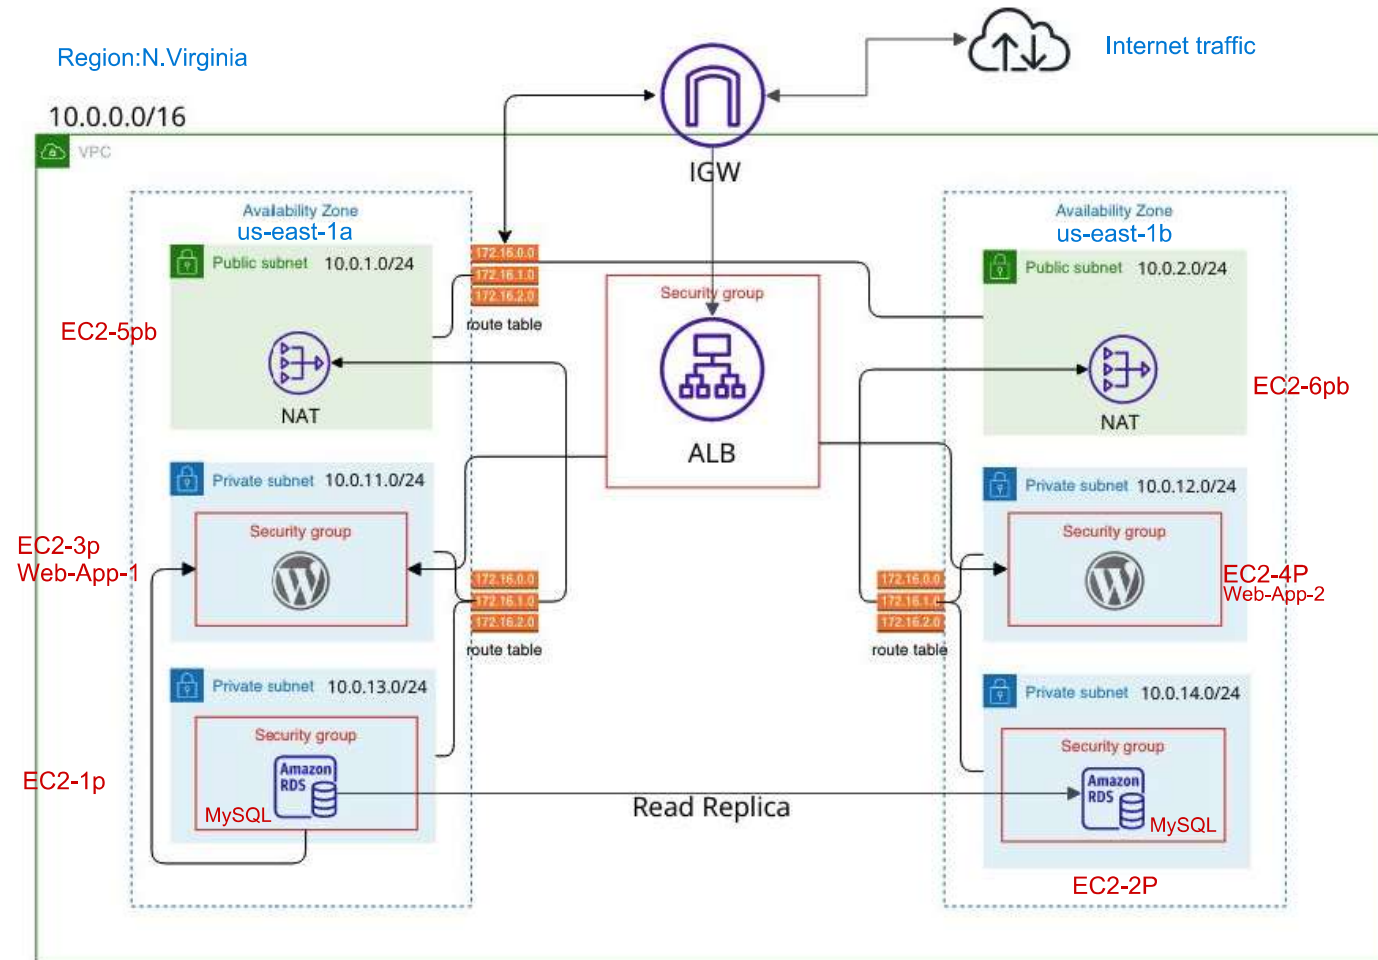 Region:N.Virginia
Internet traffic
10.0.0.0/16
VPC
IGW
Availability Zone
us-east-1a
Public subnet 10.0.1.0/24
EC2-5pb
NAT
172.16.0.0
172.16.1.0
172.16.2.0
route table
Security group
ALB
Availability Zone
us-east-1b
Public subnet 10.0.2.0/24
EC2-6pb
NAT
Private subnet 10.0.11.0/24
Security group
EC2-3p
Web-App-1
172.16.0.0
172.16.1.0
172.16.2.0
route table
172.16.0.0
172.16.1.0
172.16.2.0
route table
Private subnet 10.0.12.0/24
Security group
EC2-4P
Web-App-2
Private subnet 10.0.13.0/24
Security group
Amazon
RDS
MySQL
EC2-1p
Read Replica
Private subnet 10.0.14.0/24
Security group
Amazon
RDS
MySQL
EC2-2P